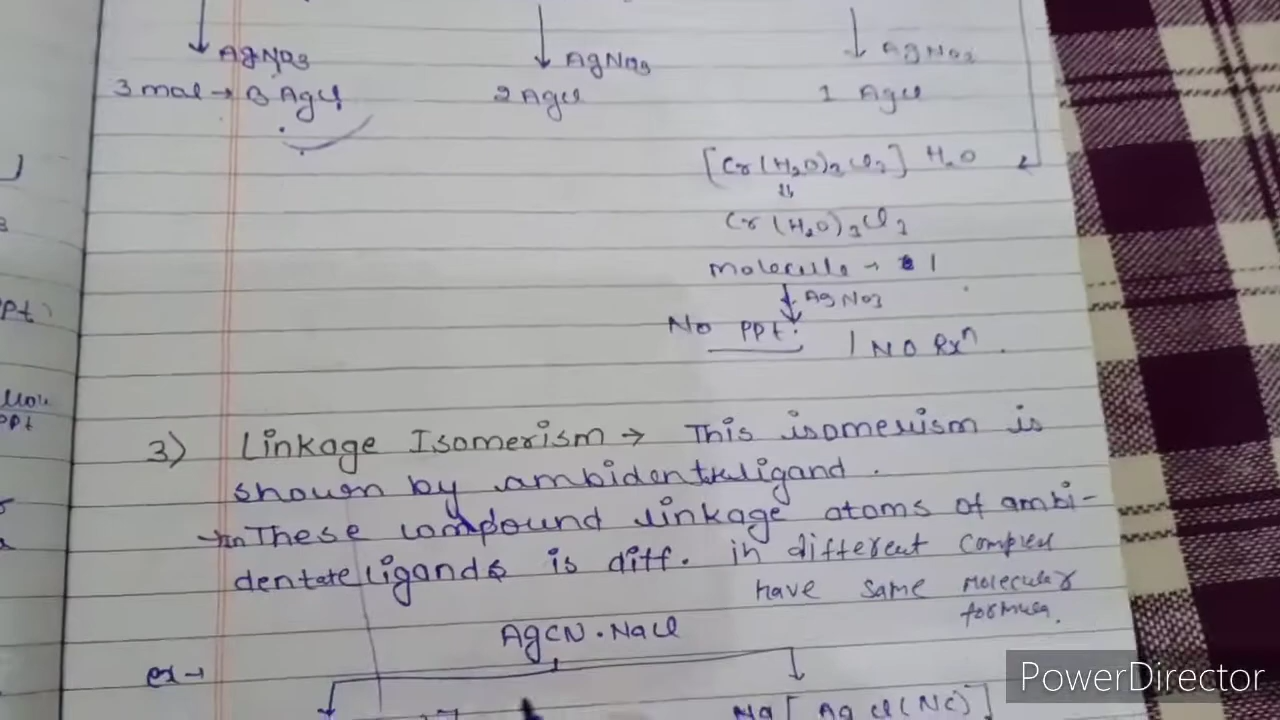 AgNO3 AgNO3 AgNO3
3 mol → 3 AgCl 2 AgCl 1 AgCl
[Cr(H2O)3Cl3] H2O
Cr(H2O)3Cl3
molecule → 1
AgNO3
No PPt. / NO Rxn.
PPt
PPt
3) Linkage Isomerism → This isomerism is
shown by ambidentate ligand.
→ In These compound linkage atoms of ambi-
dentate ligands is diff. in different complex
have same molecular
formula.
AgCN.NaCl
ex →
Na[AgCl(NC)]
PowerDirector